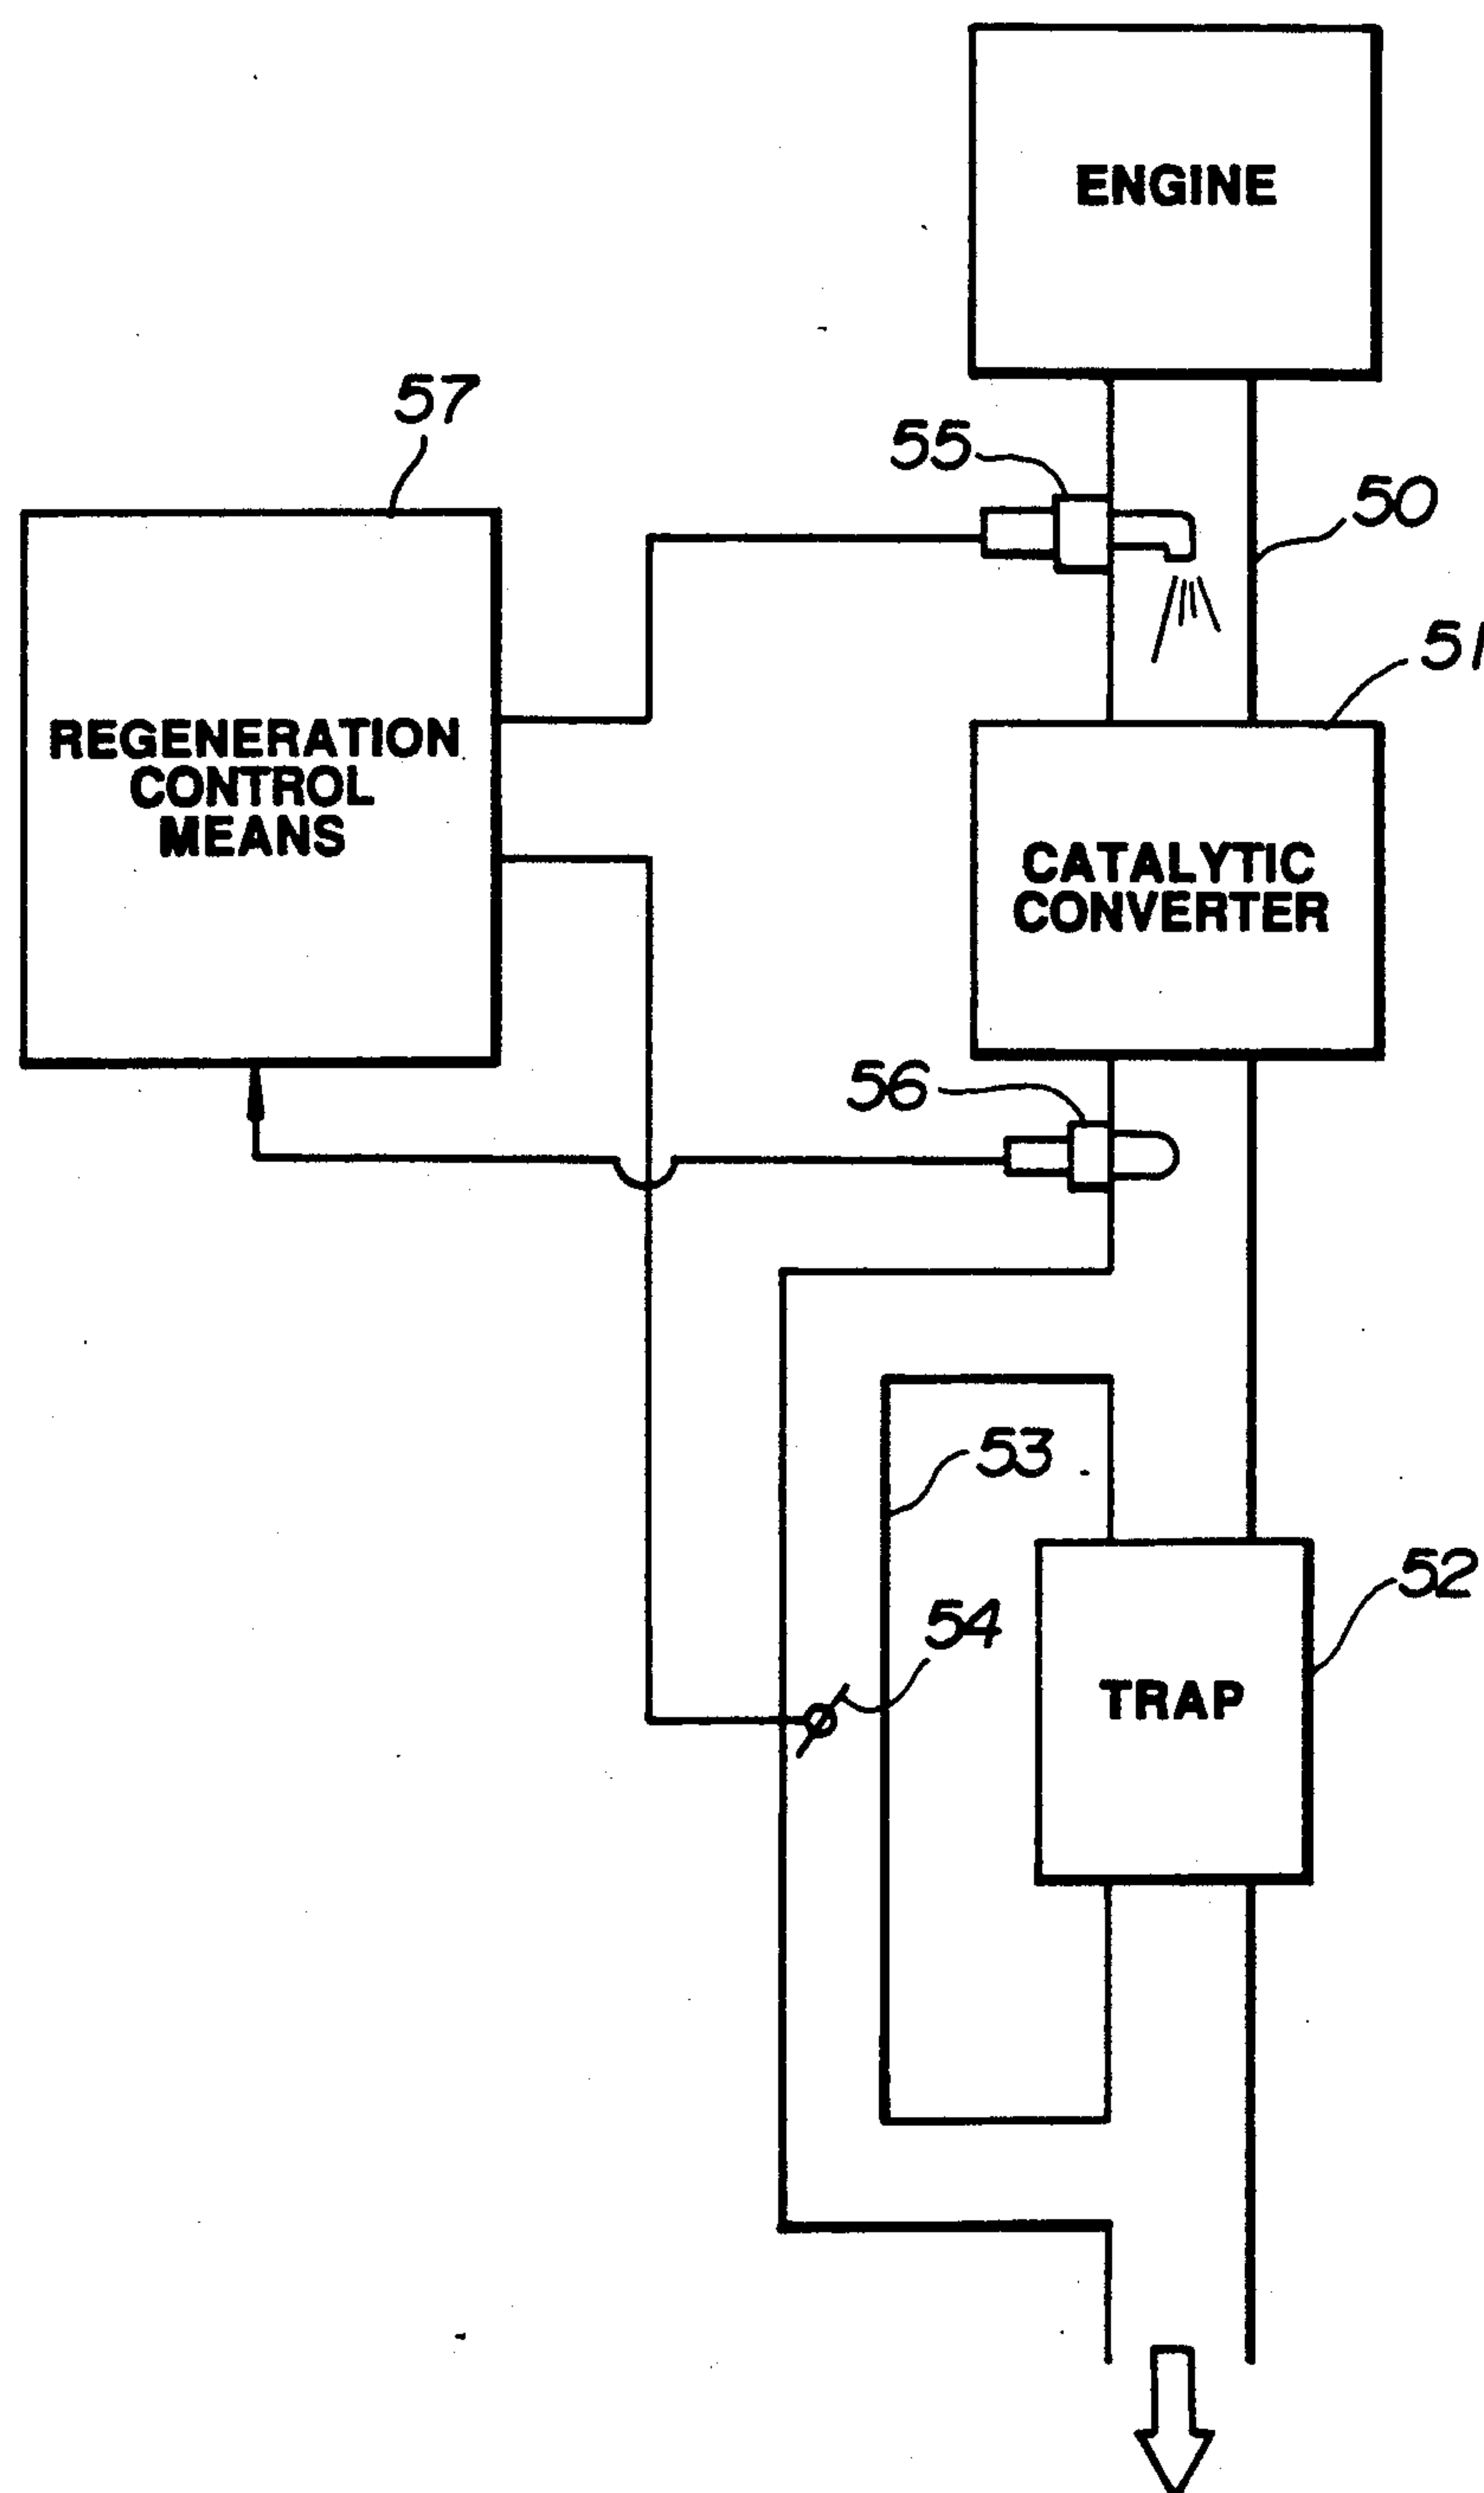 ENGINE
57
55
50
51
REGENERATION
CONTROL
MEANS
CATALYTIC
CONVERTER
56
53
52
54
TRAP